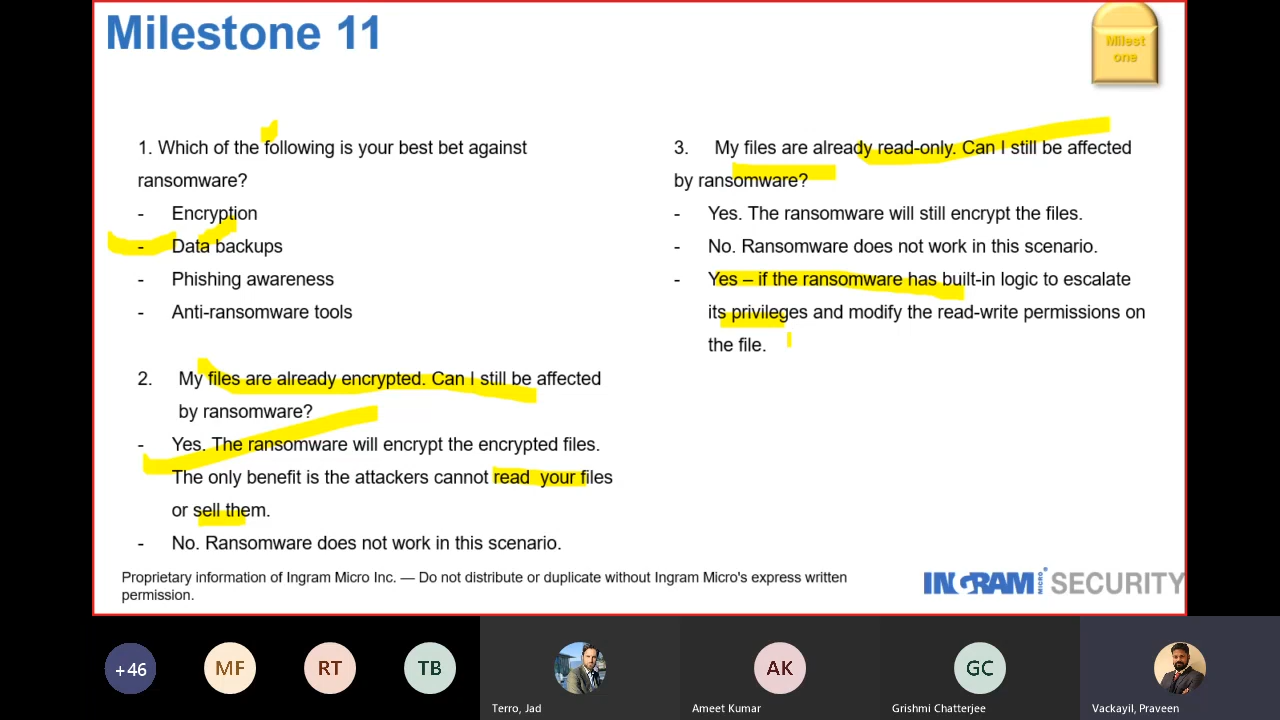 Milestone 11
Milest
one
1. Which of the following is your best bet against
ransomware?
- Encryption
- Data backups
- Phishing awareness
- Anti-ransomware tools
2. My files are already encrypted. Can I still be affected
by ransomware?
- Yes. The ransomware will encrypt the encrypted files.
The only benefit is the attackers cannot read your files
or sell them.
- No. Ransomware does not work in this scenario.
3. My files are already read-only. Can I still be affected
by ransomware?
- Yes. The ransomware will still encrypt the files.
- No. Ransomware does not work in this scenario.
- Yes – if the ransomware has built-in logic to escalate
its privileges and modify the read-write permissions on
the file.
Proprietary information of Ingram Micro Inc. — Do not distribute or duplicate without Ingram Micro's express written
permission.
INGRAM MICRO SECURITY
+46
MF
RT
TB
AK
GC
Terro, Jad
Ameet Kumar
Grishmi Chatterjee
Vackayil, Praveen